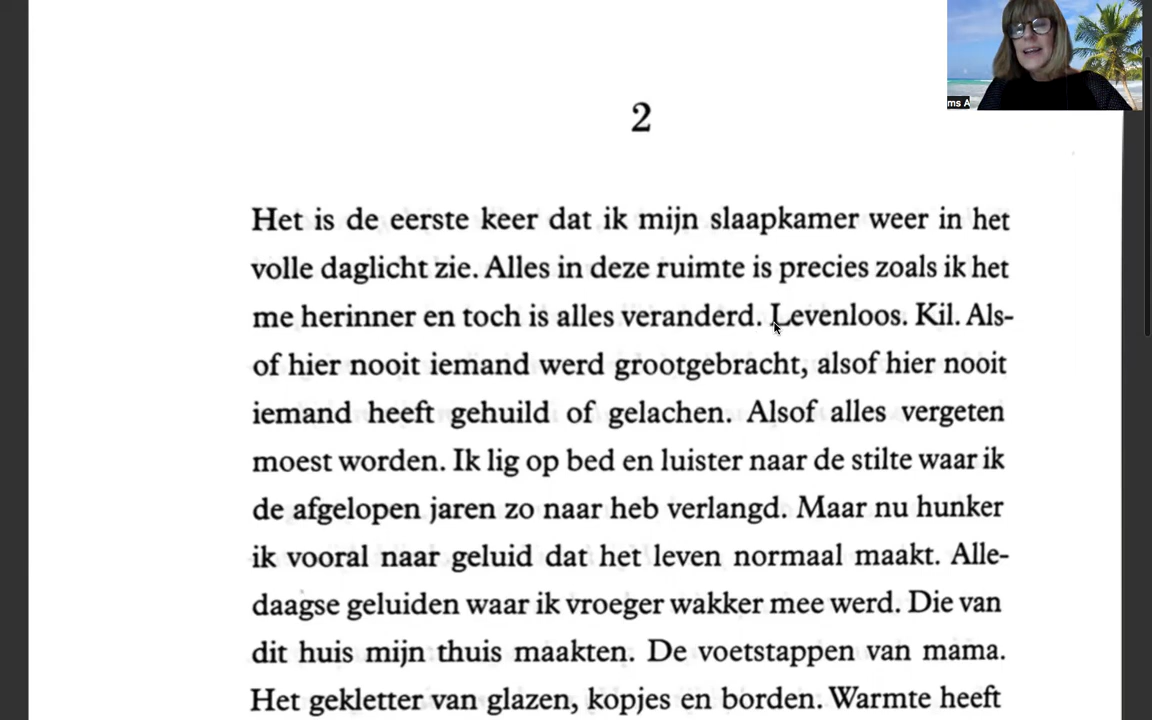 ms A
2
Het is de eerste keer dat ik mijn slaapkamer weer in het
volle daglicht zie. Alles in deze ruimte is precies zoals ik het
me herinner en toch is alles veranderd. Levenloos. Kil. Als-
of hier nooit iemand werd grootgebracht, alsof hier nooit
iemand heeft gehuild of gelachen. Alsof alles vergeten
moest worden. Ik lig op bed en luister naar de stilte waar ik
de afgelopen jaren zo naar heb verlangd. Maar nu hunker
ik vooral naar geluid dat het leven normaal maakt. Alle-
daagse geluiden waar ik vroeger wakker mee werd. Die van
dit huis mijn thuis maakten. De voetstappen van mama.
Het gekletter van glazen, kopjes en borden. Warmte heeft